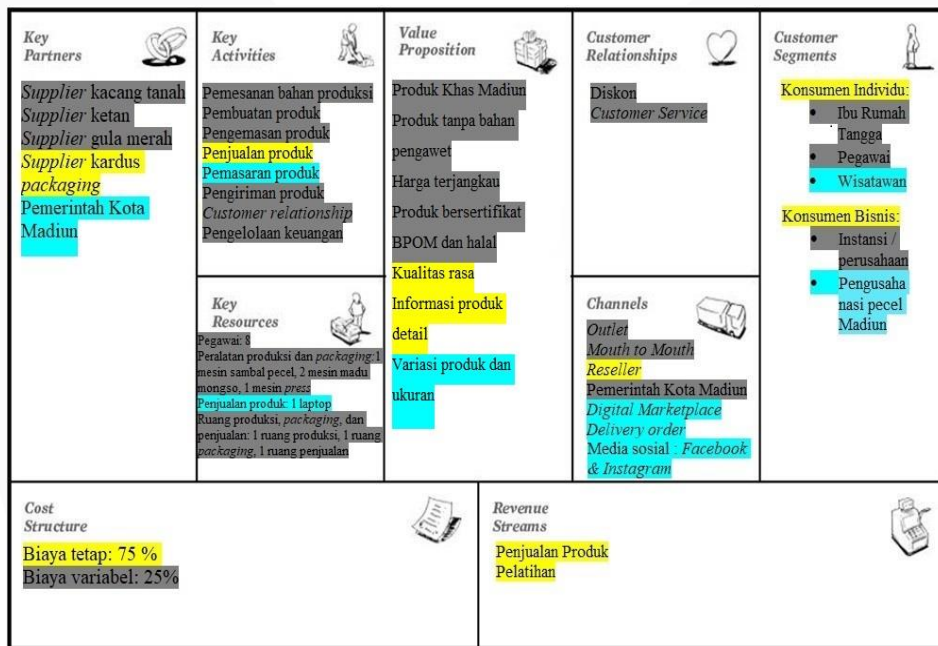 Key
Partners
Supplier kacang tanah
Supplier ketan
Supplier gula merah
Supplier kardus
packaging
Pemerintah Kota
Madiun
Key
Activities
Pemesanan bahan produksi
Pembuatan produk
Pengemasan produk
Penjualan produk
Pemasaran produk
Pengiriman produk
Customer relationship
Pengelolaan keuangan
Key
Resources
Pegawai: 8
Peralatan produksi dan packaging:1
mesin sambal pecel, 2 mesin madu
mongso, 1 mesin press
Penjualan produk: 1 laptop
Ruang produksi, packaging, dan
penjualan: 1 ruang produksi, 1 ruang
packaging, 1 ruang penjualan
Value
Proposition
Produk Khas Madiun
Produk tanpa bahan
pengawet
Harga terjangkau
Produk bersertifikat
BPOM dan halal
Kualitas rasa
Informasi produk
detail
Variasi produk dan
ukuran
Customer
Relationships
Diskon
Customer Service
Channels
Outlet
Mouth to Mouth
Reseller
Pemerintah Kota Madiun
Digital Marketplace
Delivery order
Media sosial : Facebook
& Instagram
Customer
Segments
Konsumen Individu:
• Ibu Rumah
Tangga
• Pegawai
• Wisatawan
Konsumen Bisnis:
• Instansi /
perusahaan
• Pengusaha
nasi pecel
Madiun
Cost
Structure
Biaya tetap: 75 %
Biaya variabel: 25%
Revenue
Streams
Penjualan Produk
Pelatihan